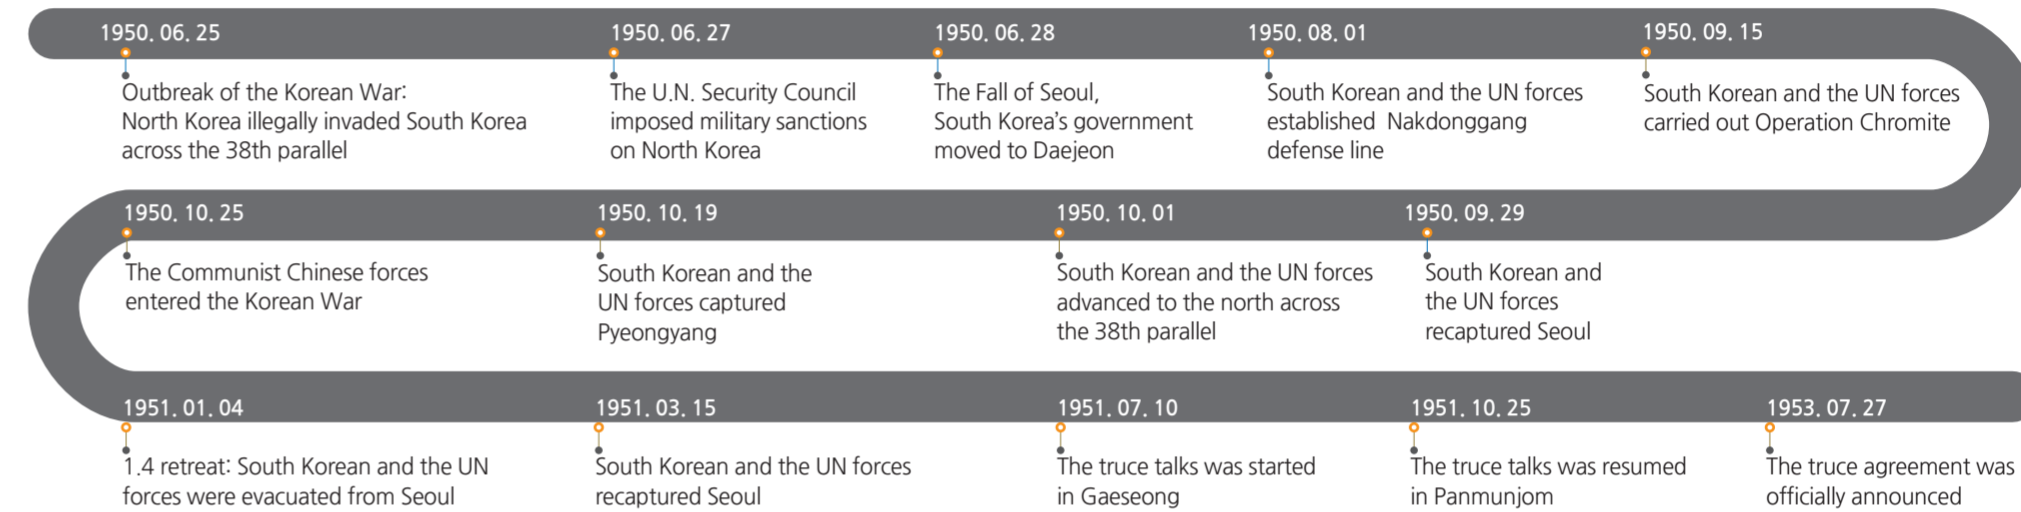 1950. 06. 25
Outbreak of the Korean War:
North Korea illegally invaded South Korea
across the 38th parallel
1950. 06. 27
The U.N. Security Council
imposed military sanctions
on North Korea
1950. 06. 28
The Fall of Seoul,
South Korea's government
moved to Daejeon
1950. 08. 01
South Korean and the UN forces
established Nakdonggang
defense line
1950. 09. 15
South Korean and the UN forces
carried out Operation Chromite
1950. 09. 29
South Korean and
the UN forces
recaptured Seoul
1950. 10. 01
South Korean and the UN forces
advanced to the north across
the 38th parallel
1950. 10. 19
South Korean and the
UN forces captured
Pyeongyang
1950. 10. 25
The Communist Chinese forces
entered the Korean War
1951. 01. 04
1.4 retreat: South Korean and the UN
forces were evacuated from Seoul
1951. 03. 15
South Korean and the UN forces
recaptured Seoul
1951. 07. 10
The truce talks was started
in Gaeseong
1951. 10. 25
The truce talks was resumed
in Panmunjom
1953. 07. 27
The truce agreement was
officially announced